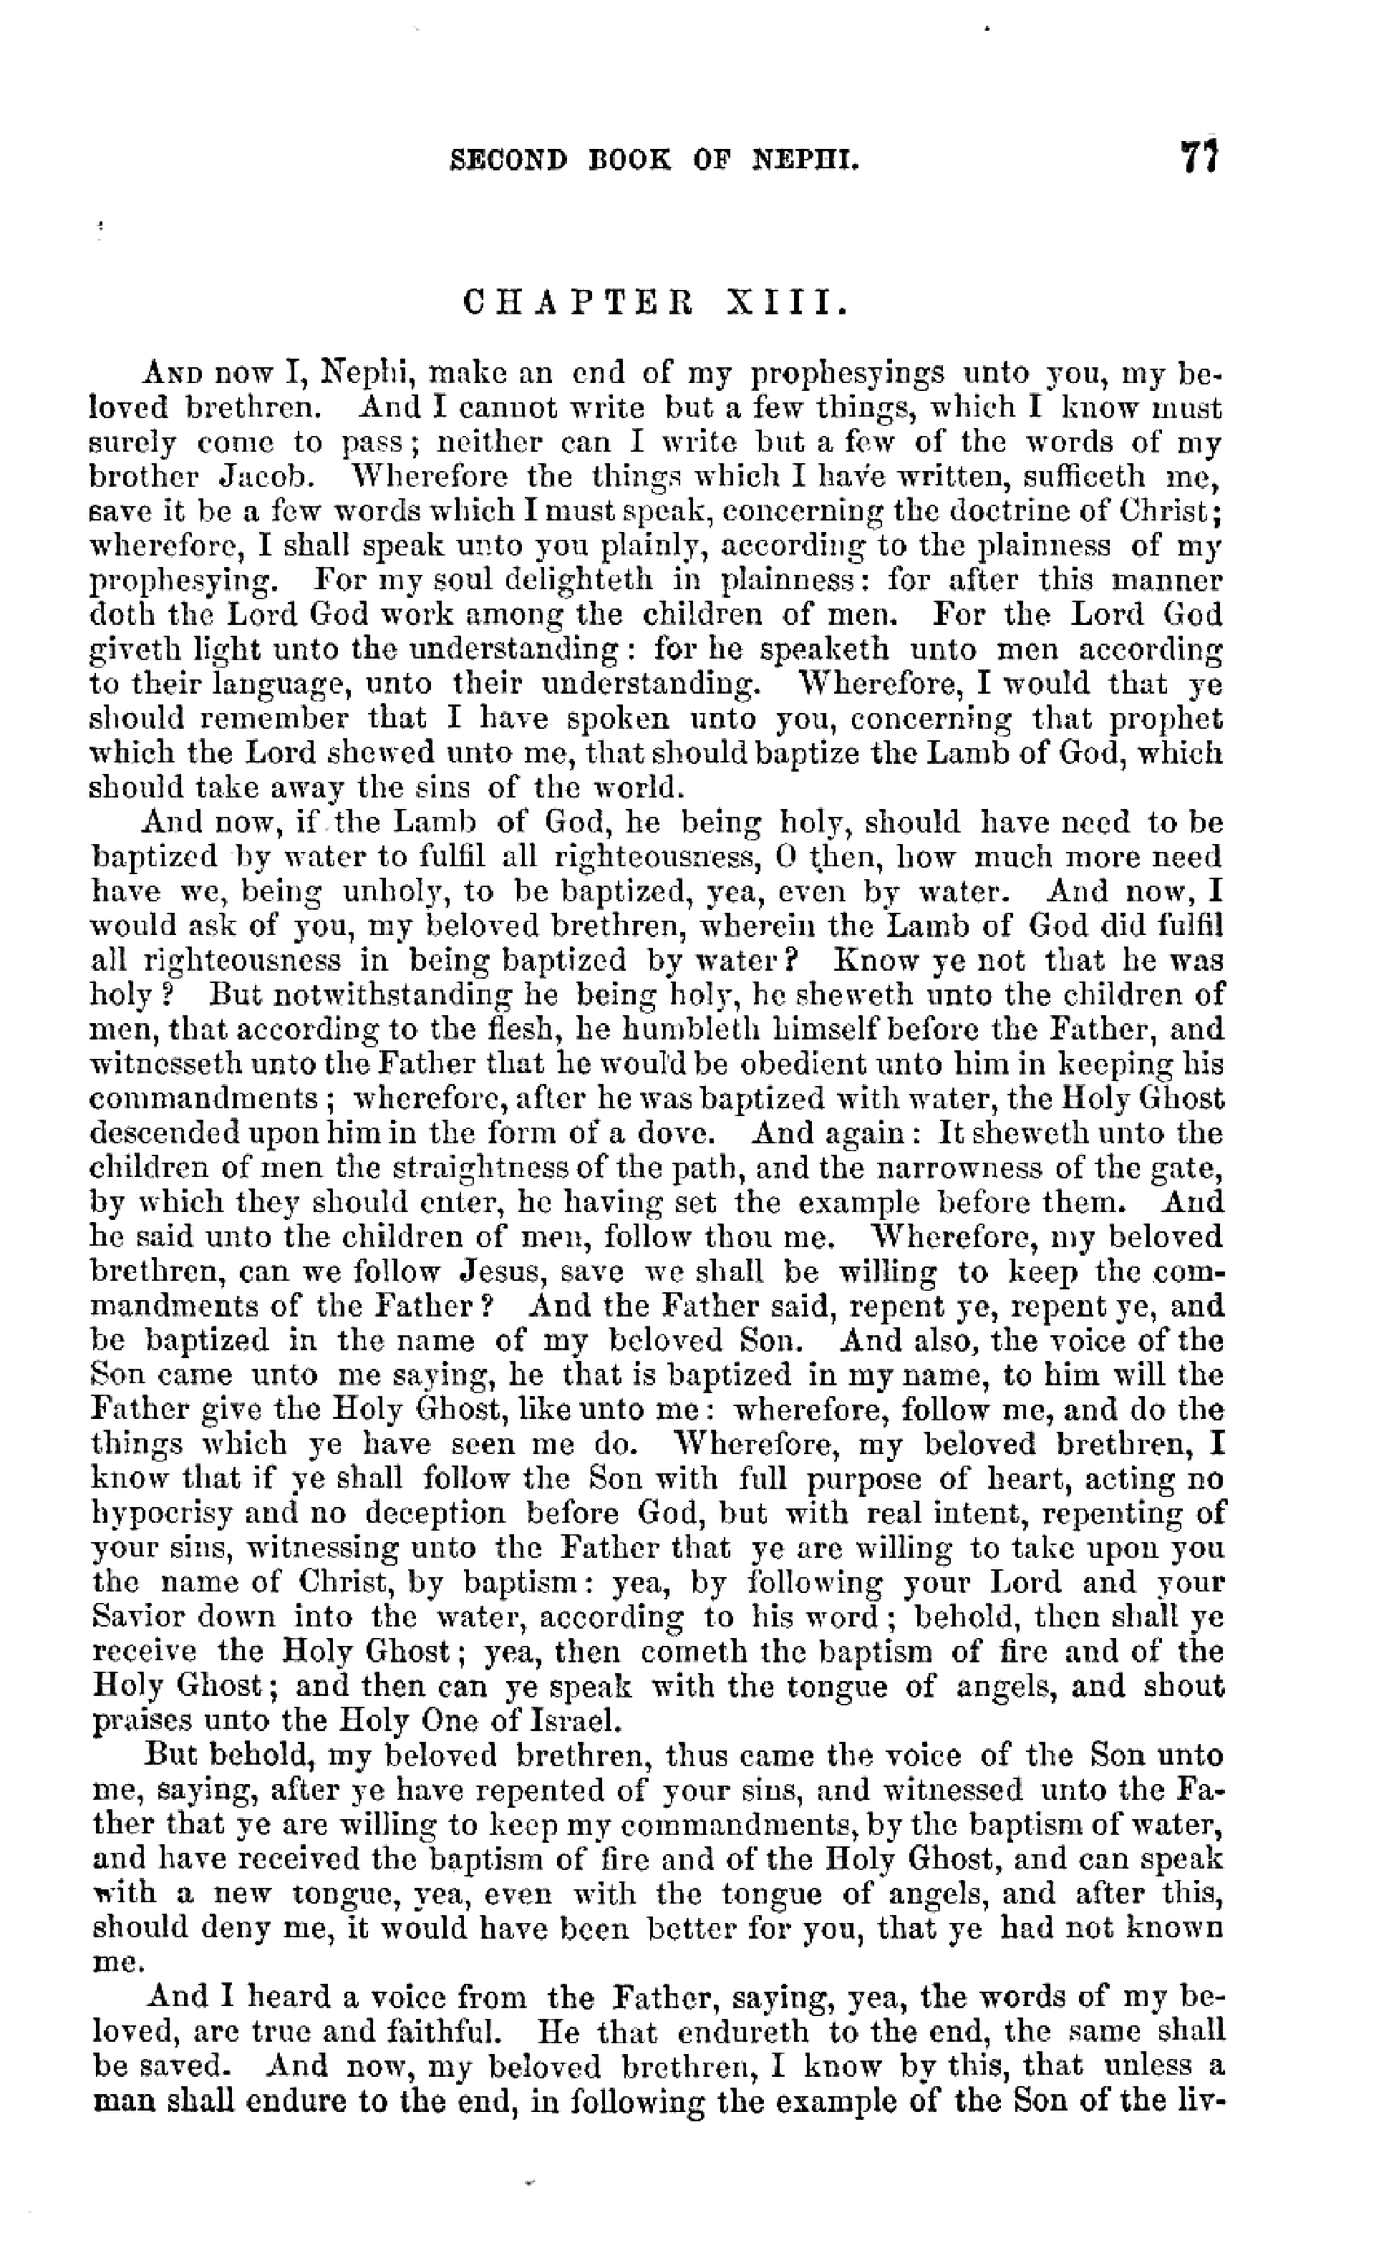 SECOND BOOK OF NEPHI. 77
CHAPTER XIII.
AND now I, Nephi, make an end of my prophesyings unto you, my be-
loved brethren. And I cannot write but a few things, which I know must
surely come to pass; neither can I write but a few of the words of my
brother Jacob. Wherefore the things which I have written, sufficeth me,
save it be a few words which I must speak, concerning the doctrine of Christ;
wherefore, I shall speak unto you plainly, according to the plainness of my
prophesying. For my soul delighteth in plainness: for after this manner
doth the Lord God work among the children of men. For the Lord God
giveth light unto the understanding: for he speaketh unto men according
to their language, unto their understanding. Wherefore, I would that ye
should remember that I have spoken unto you, concerning that prophet
which the Lord shewed unto me, that should baptize the Lamb of God, which
should take away the sins of the world.
And now, if the Lamb of God, he being holy, should have need to be
baptized by water to fulfil all righteousness, O then, how much more need
have we, being unholy, to be baptized, yea, even by water. And now, I
would ask of you, my beloved brethren, wherein the Lamb of God did fulfil
all righteousness in being baptized by water? Know ye not that he was
holy? But notwithstanding he being holy, he sheweth unto the children of
men, that according to the flesh, he humbleth himself before the Father, and
witnesseth unto the Father that he would be obedient unto him in keeping his
commandments; wherefore, after he was baptized with water, the Holy Ghost
descended upon him in the form of a dove. And again: It sheweth unto the
children of men the straightness of the path, and the narrowness of the gate,
by which they should enter, he having set the example before them. And
he said unto the children of men, follow thou me. Wherefore, my beloved
brethren, can we follow Jesus, save we shall be willing to keep the com-
mandments of the Father? And the Father said, repent ye, repent ye, and
be baptized in the name of my beloved Son. And also, the voice of the
Son came unto me saying, he that is baptized in my name, to him will the
Father give the Holy Ghost, like unto me: wherefore, follow me, and do the
things which ye have seen me do. Wherefore, my beloved brethren, I
know that if ye shall follow the Son with full purpose of heart, acting no
hypocrisy and no deception before God, but with real intent, repenting of
your sins, witnessing unto the Father that ye are willing to take upon you
the name of Christ, by baptism: yea, by following your Lord and your
Savior down into the water, according to his word; behold, then shall ye
receive the Holy Ghost; yea, then cometh the baptism of fire and of the
Holy Ghost; and then can ye speak with the tongue of angels, and shout
praises unto the Holy One of Israel.
But behold, my beloved brethren, thus came the voice of the Son unto
me, saying, after ye have repented of your sins, and witnessed unto the Fa-
ther that ye are willing to keep my commandments, by the baptism of water,
and have received the baptism of fire and of the Holy Ghost, and can speak
with a new tongue, yea, even with the tongue of angels, and after this,
should deny me, it would have been better for you, that ye had not known
me.
And I heard a voice from the Father, saying, yea, the words of my be-
loved, are true and faithful. He that endureth to the end, the same shall
be saved. And now, my beloved brethren, I know by this, that unless a
man shall endure to the end, in following the example of the Son of the liv-